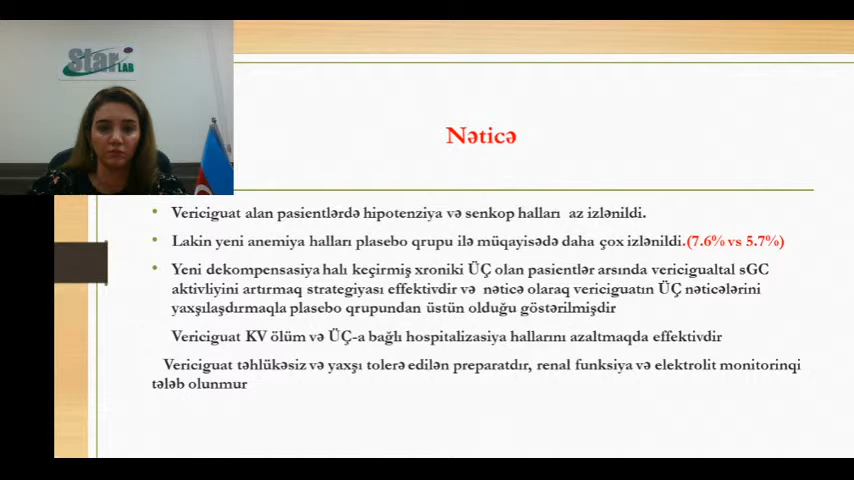 Star
LAB
Nəticə
• Vericiguat alan pasientlərdə hipotenziya və senkop halları az izlənildi.
• Lakin yeni anemiya halları plasebo qrupu ilə müqayisədə daha çox izlənildi.(7.6% vs 5.7%)
• Yeni dekompensasiya halı keçirmiş xroniki ÜÇ olan pasientlər arsında vericigualtal sGC
aktivliyini artırmaq strategiyası effektivdir və nəticə olaraq vericiguatın ÜÇ nəticələrini
yaxşılaşdırmaqla plasebo qrupundan üstün olduğu göstərilmişdir
Vericiguat KV ölüm və ÜÇ-a bağlı hospitalizasiya hallarını azaltmaqda effektivdir
Vericiguat təhlükəsiz və yaxşı tolerə edilən preparatdır, renal funksiya və elektrolit monitorinqi
tələb olunmur